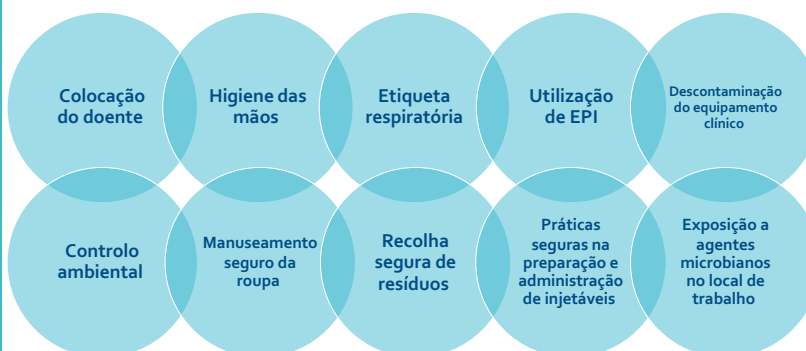 Colocação
do doente
Higiene das
mãos
Etiqueta
respiratória
Utilização
de EPI
Descontaminação
do equipamento
clínico
Controlo
ambiental
Manuseamento
seguro da
roupa
Recolha
segura de
resíduos
Práticas
seguras na
preparação e
administração
de injetáveis
Exposição a
agentes
microbianos
no local de
trabalho